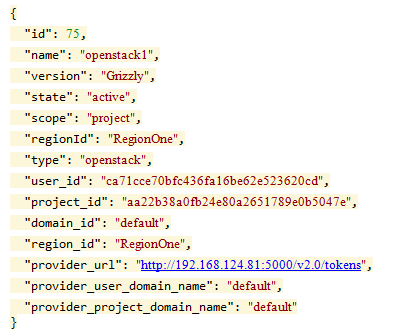 {
"id": 75,
"name": "openstack1",
"version": "Grizzly",
"state": "active",
"scope": "project",
"regionId": "RegionOne",
"type": "openstack",
"user_id": "ca71cce70bfc436fa16be62e523620cd",
"project_id": "aa22b38a0fb24e80a2651789e0b5047e",
"domain_id": "default",
"region_id": "RegionOne",
"provider_url": "http://192.168.124.81:5000/v2.0/tokens",
"provider_user_domain_name": "default",
"provider_project_domain_name": "default"
}